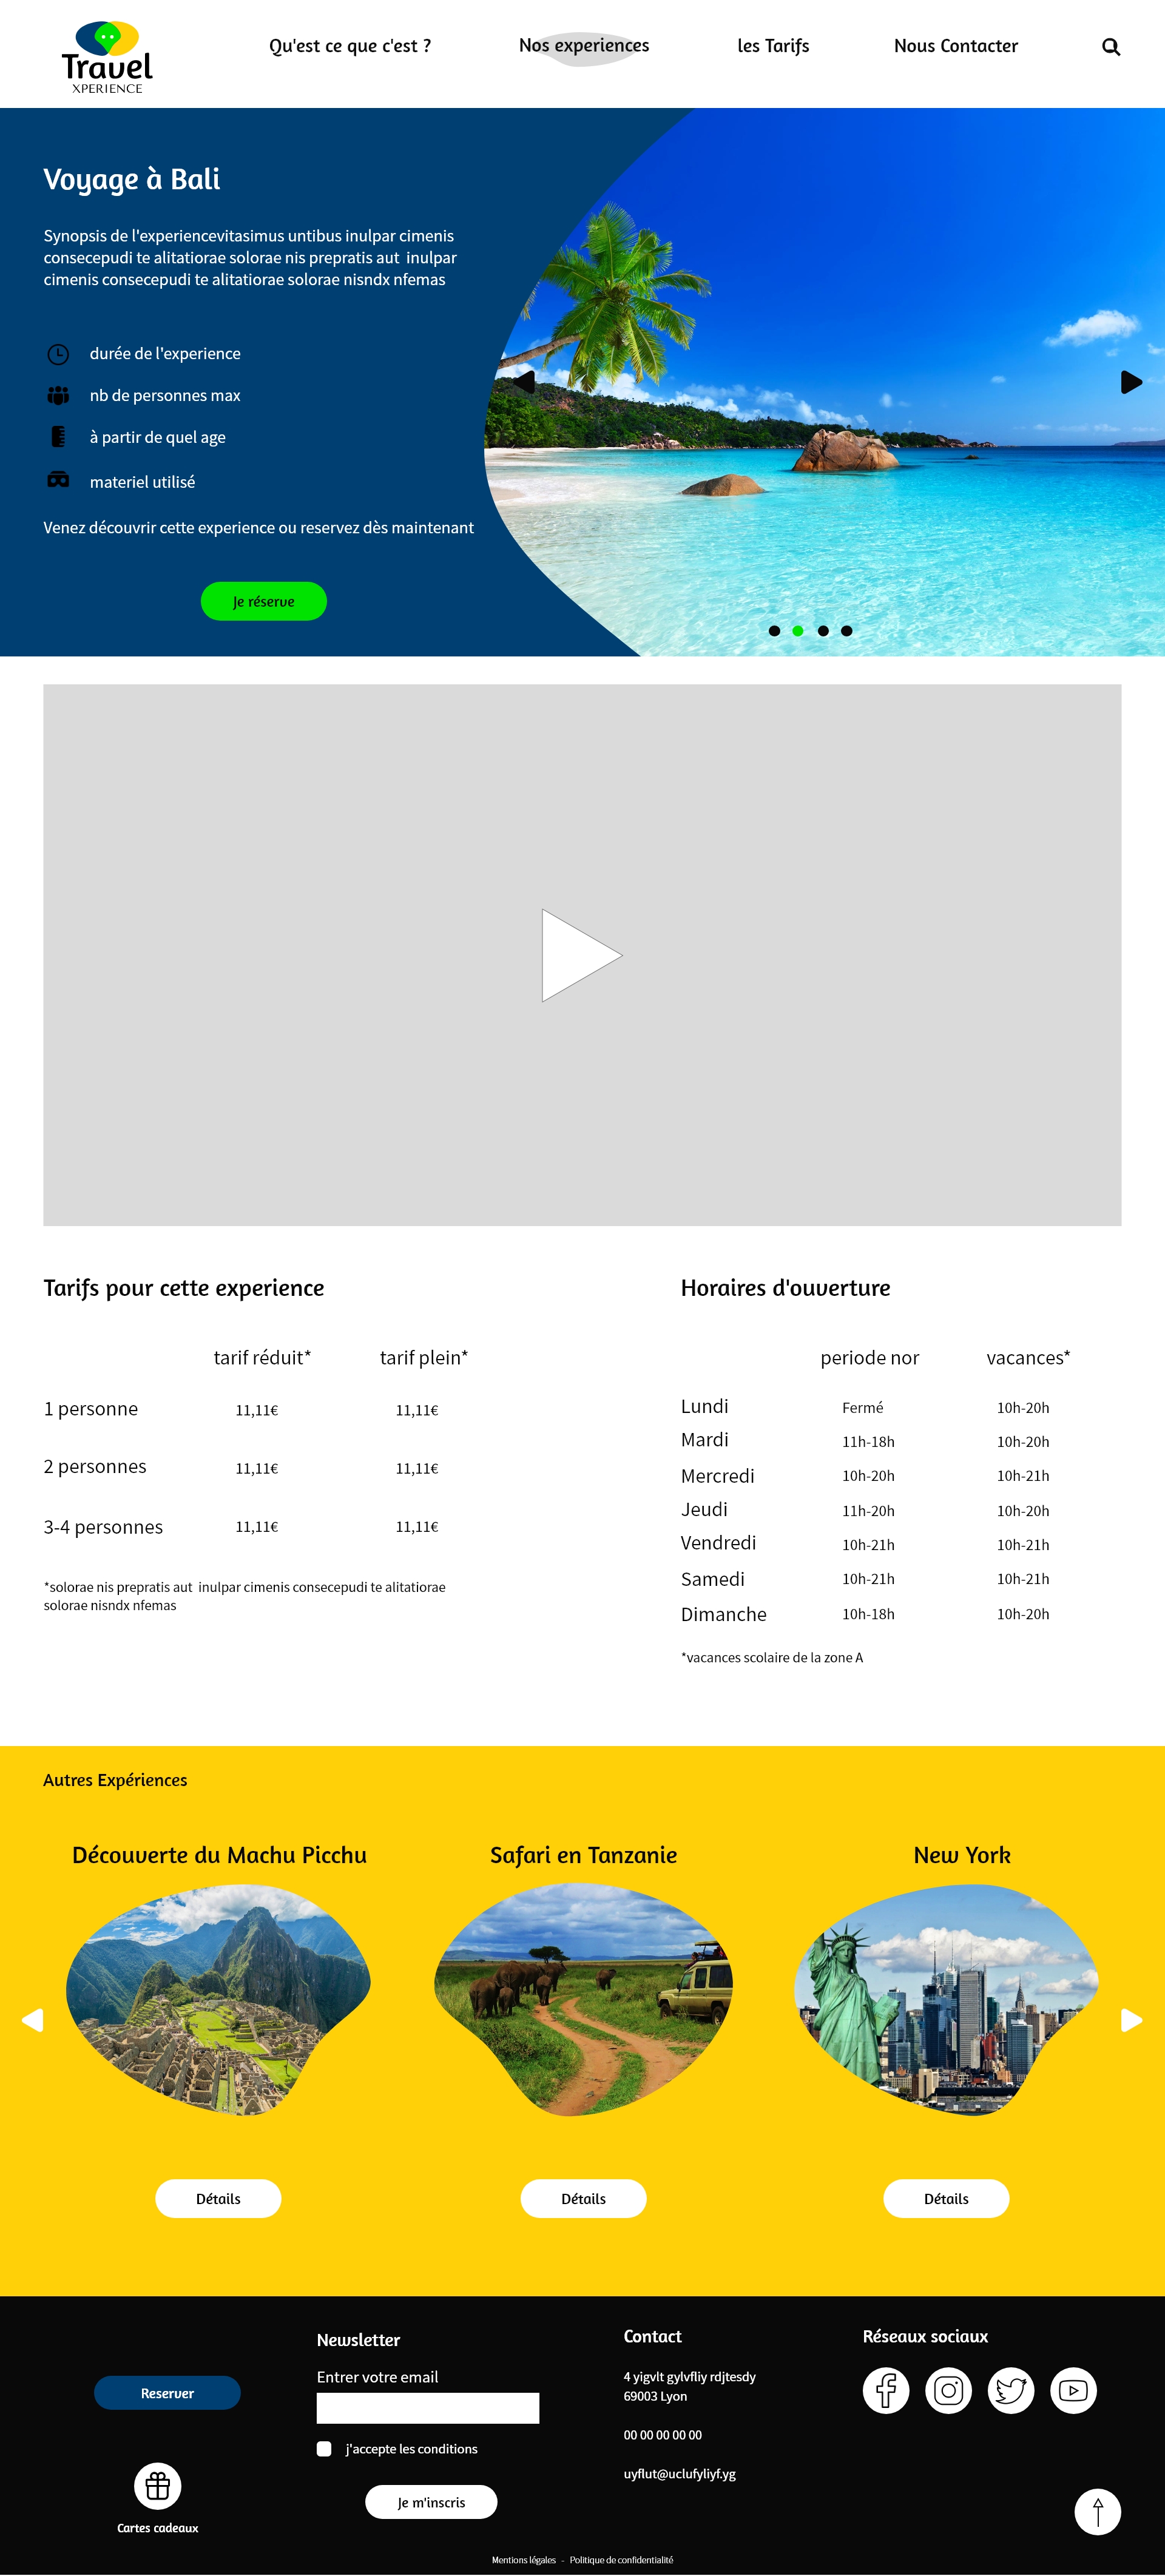 Travel
XPERIENCE
Qu'est ce que c'est ?
Nos experiences
les Tarifs
Nous Contacter
Voyage à Bali
Synopsis de l'experiencevitasimus untibus inulpar cimenis
consecepudi te alitatiorae solorae nis prepratis aut inulpar
cimenis consecepudi te alitatiorae solorae nisndx nfemas
durée de l'experience
nb de personnes max
à partir de quel age
materiel utilisé
Venez découvrir cette experience ou reservez dès maintenant
Je réserve
Tarifs pour cette experience
tarif réduit* tarif plein*
1 personne 11,11€ 11,11€
2 personnes 11,11€ 11,11€
3-4 personnes 11,11€ 11,11€
*solorae nis prepratis aut inulpar cimenis consecepudi te alitatiorae
solorae nisndx nfemas
Horaires d'ouverture
periode nor vacances*
Lundi Fermé 10h-20h
Mardi 11h-18h 10h-20h
Mercredi 10h-20h 10h-21h
Jeudi 11h-20h 10h-20h
Vendredi 10h-21h 10h-21h
Samedi 10h-21h 10h-21h
Dimanche 10h-18h 10h-20h
*vacances scolaire de la zone A
Autres Expériences
Découverte du Machu Picchu
Safari en Tanzanie
New York
Détails
Détails
Détails
Reserver
Cartes cadeaux
Newsletter
Entrer votre email
j'accepte les conditions
Je m'inscris
Contact
4 yigvlt gylvfliy rdjtesdy
69003 Lyon
00 00 00 00 00
uyflut@uclufyliyf.yg
Réseaux sociaux
Mentions légales - Politique de confidentialité